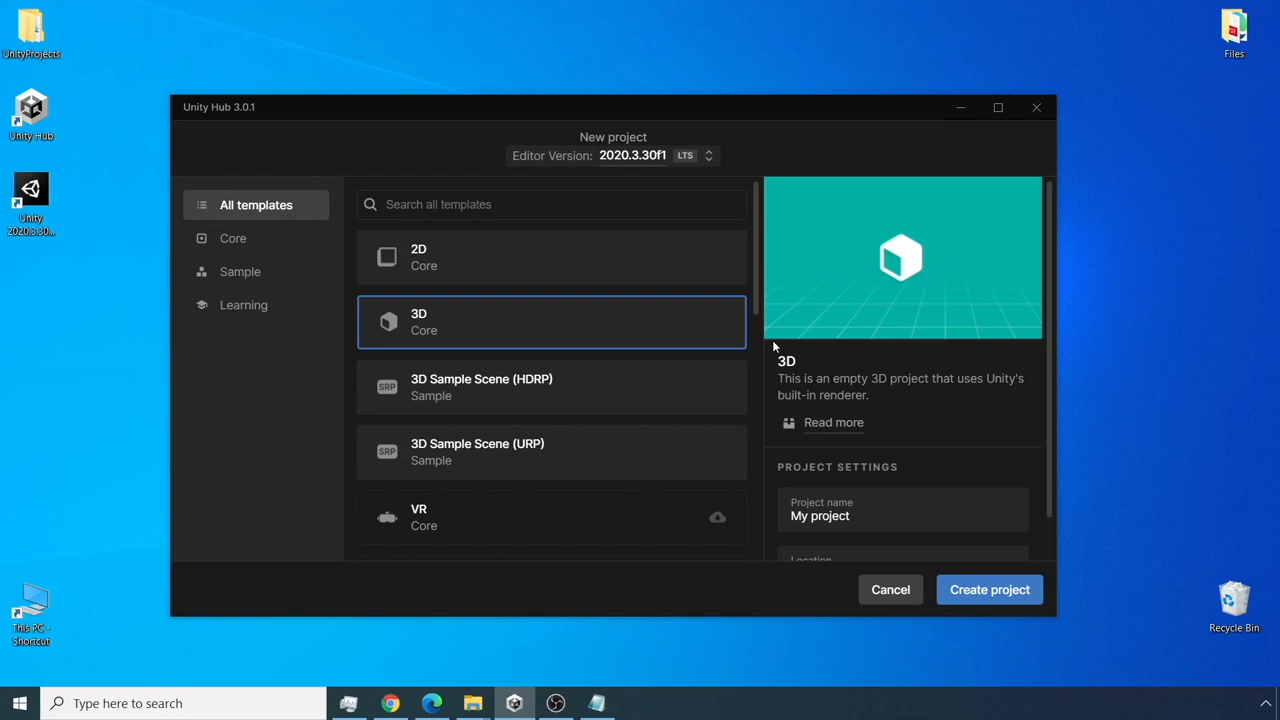 UnityProjects
Unity Hub
Unity
2020.3.30...
This PC -
Shortcut
Files
Recycle Bin
Unity Hub 3.0.1
New project
Editor Version: 2020.3.30f1 LTS
All templates
Core
Sample
Learning
Search all templates
2D
Core
3D
Core
3D Sample Scene (HDRP)
SRP
Sample
3D Sample Scene (URP)
SRP
Sample
VR
Core
3D
This is an empty 3D project that uses Unity's
built-in renderer.
Read more
PROJECT SETTINGS
Project name
My project
Location
Cancel
Create project
Type here to search